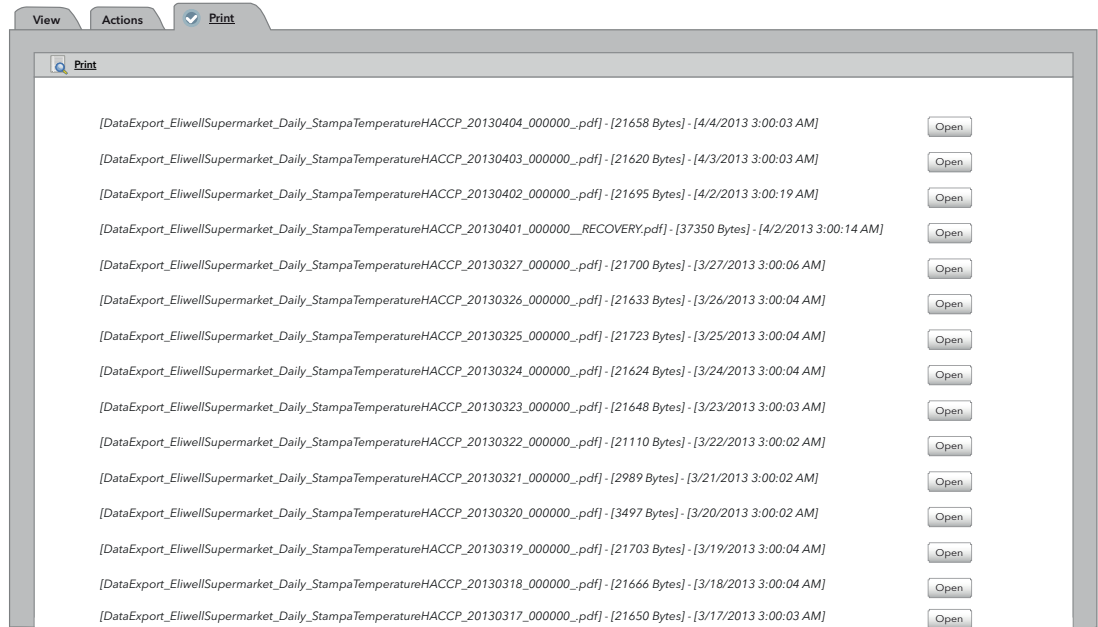 View Actions Print
Print
[DataExport_EliwellSupermarket_Daily_StampaTemperatureHACCP_20130404_000000_.pdf] - [21658 Bytes] - [4/4/2013 3:00:03 AM] Open
[DataExport_EliwellSupermarket_Daily_StampaTemperatureHACCP_20130403_000000_.pdf] - [21620 Bytes] - [4/3/2013 3:00:03 AM] Open
[DataExport_EliwellSupermarket_Daily_StampaTemperatureHACCP_20130402_000000_.pdf] - [21695 Bytes] - [4/2/2013 3:00:19 AM] Open
[DataExport_EliwellSupermarket_Daily_StampaTemperatureHACCP_20130401_000000__RECOVERY.pdf] - [37350 Bytes] - [4/2/2013 3:00:14 AM] Open
[DataExport_EliwellSupermarket_Daily_StampaTemperatureHACCP_20130327_000000_.pdf] - [21700 Bytes] - [3/27/2013 3:00:06 AM] Open
[DataExport_EliwellSupermarket_Daily_StampaTemperatureHACCP_20130326_000000_.pdf] - [21633 Bytes] - [3/26/2013 3:00:04 AM] Open
[DataExport_EliwellSupermarket_Daily_StampaTemperatureHACCP_20130325_000000_.pdf] - [21723 Bytes] - [3/25/2013 3:00:04 AM] Open
[DataExport_EliwellSupermarket_Daily_StampaTemperatureHACCP_20130324_000000_.pdf] - [21624 Bytes] - [3/24/2013 3:00:04 AM] Open
[DataExport_EliwellSupermarket_Daily_StampaTemperatureHACCP_20130323_000000_.pdf] - [21648 Bytes] - [3/23/2013 3:00:03 AM] Open
[DataExport_EliwellSupermarket_Daily_StampaTemperatureHACCP_20130322_000000_.pdf] - [21110 Bytes] - [3/22/2013 3:00:02 AM] Open
[DataExport_EliwellSupermarket_Daily_StampaTemperatureHACCP_20130321_000000_.pdf] - [2989 Bytes] - [3/21/2013 3:00:02 AM] Open
[DataExport_EliwellSupermarket_Daily_StampaTemperatureHACCP_20130320_000000_.pdf] - [3497 Bytes] - [3/20/2013 3:00:02 AM] Open
[DataExport_EliwellSupermarket_Daily_StampaTemperatureHACCP_20130319_000000_.pdf] - [21703 Bytes] - [3/19/2013 3:00:04 AM] Open
[DataExport_EliwellSupermarket_Daily_StampaTemperatureHACCP_20130318_000000_.pdf] - [21666 Bytes] - [3/18/2013 3:00:04 AM] Open
[DataExport_EliwellSupermarket_Daily_StampaTemperatureHACCP_20130317_000000_.pdf] - [21650 Bytes] - [3/17/2013 3:00:03 AM] Open